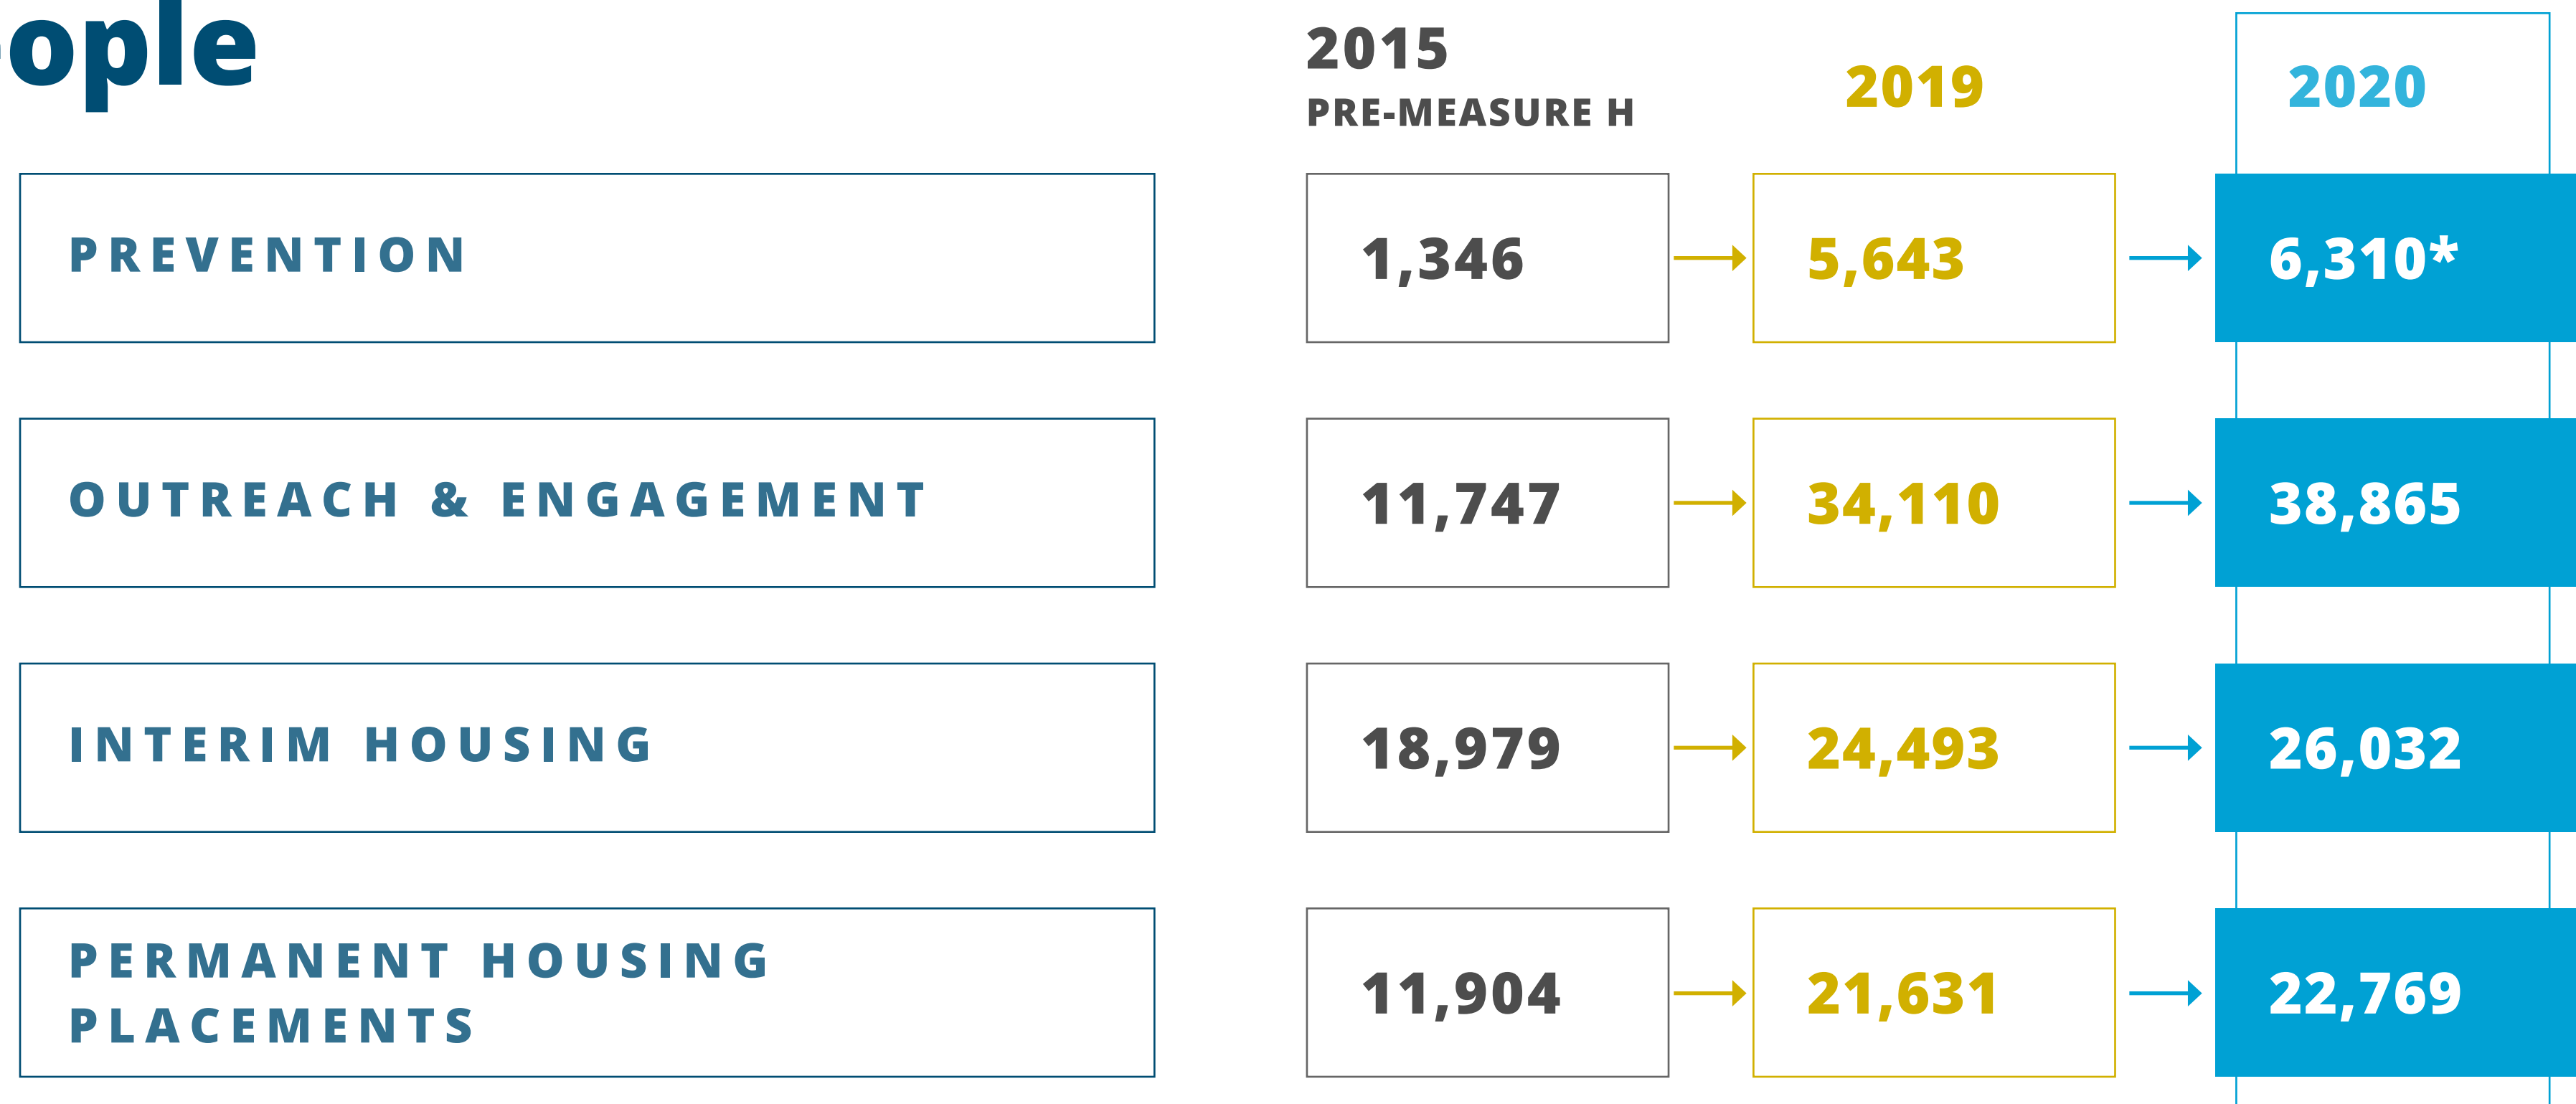 ople
2015
PRE-MEASURE H
2019
2020
PREVENTION
1,346
5,643
6,310*
OUTREACH & ENGAGEMENT
11,747
34,110
38,865
INTERIM HOUSING
18,979
24,493
26,032
PERMANENT HOUSING
PLACEMENTS
11,904
21,631
22,769